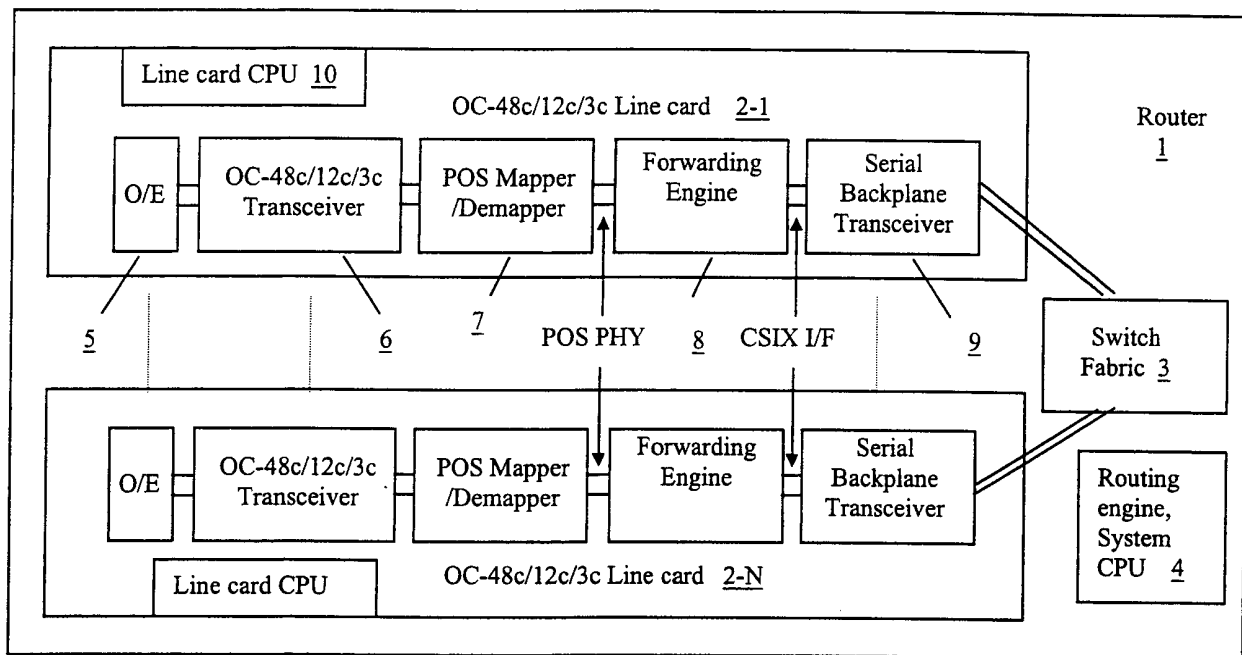 Line card CPU 10
OC-48c/12c/3c Line card 2-1
Router
1
O/E
OC-48c/12c/3c
Transceiver
POS Mapper
/Demapper
Forwarding
Engine
Serial
Backplane
Transceiver
5
6
7
POS PHY
8
CSIX I/F
9
Switch
Fabric 3
O/E
OC-48c/12c/3c
Transceiver
POS Mapper
/Demapper
Forwarding
Engine
Serial
Backplane
Transceiver
Routing
engine,
System
CPU 4
Line card CPU
OC-48c/12c/3c Line card 2-N